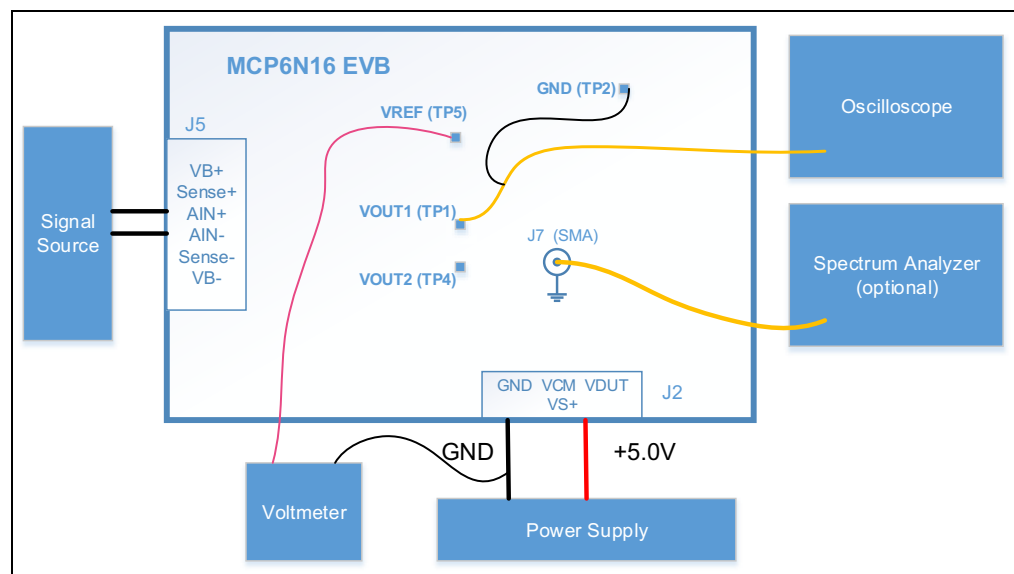 MCP6N16 EVB
GND (TP2)
VREF (TP5)
Oscilloscope
J5
VB+
Sense+
AIN+
AIN-
Sense-
VB-
Signal
Source
VOUT1 (TP1)
J7 (SMA)
VOUT2 (TP4)
Spectrum Analyzer
(optional)
GND VCM VDUT
VS+
J2
GND
+5.0V
Voltmeter
Power Supply